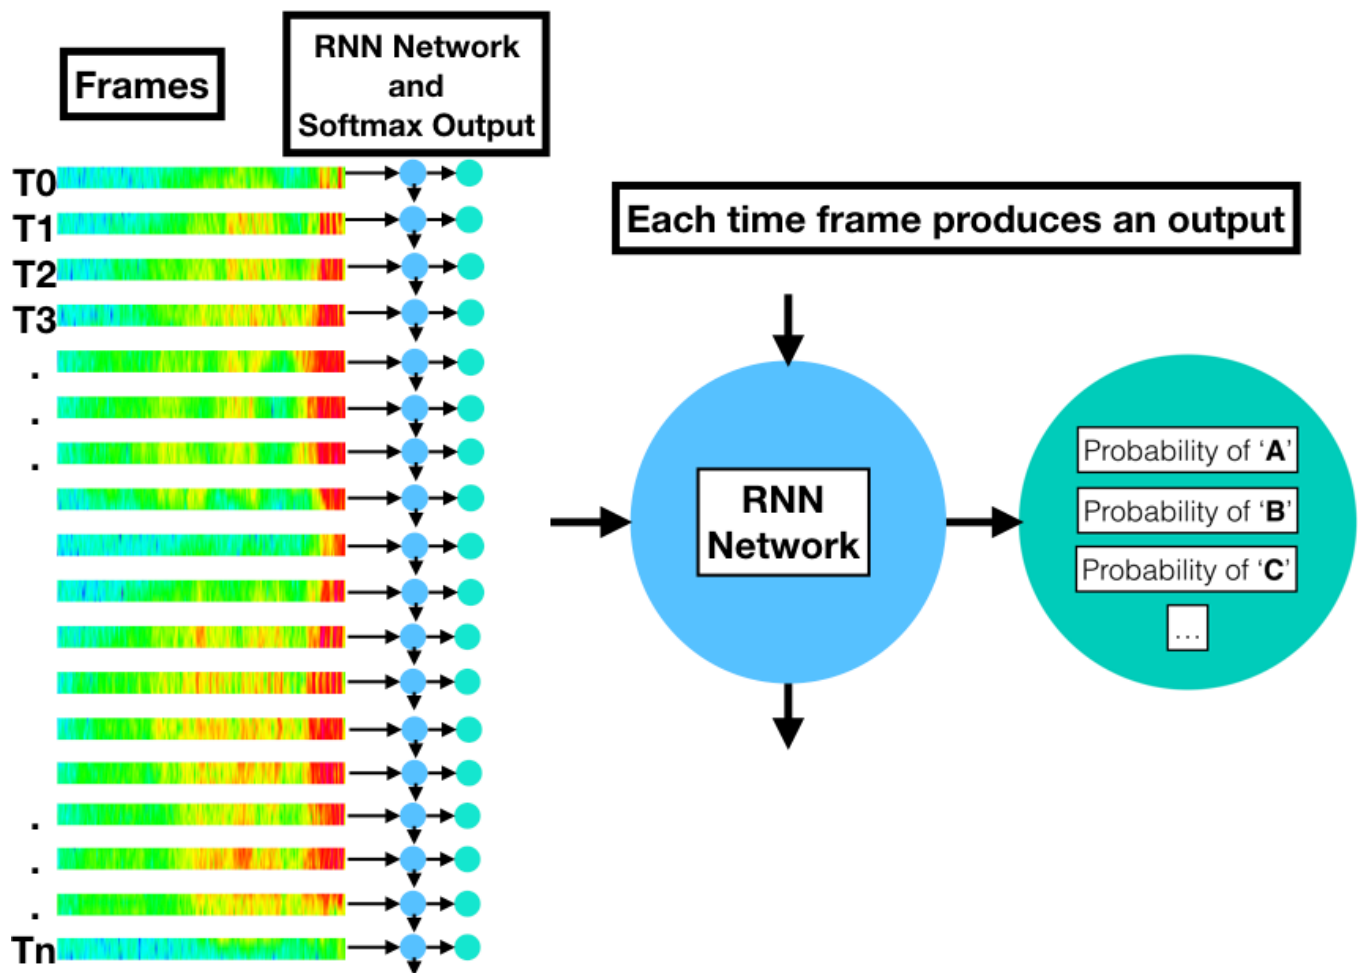 Frames
RNN Network
and
Softmax Output
T0
T1
T2
T3
.
.
.
.
.
.
Tn
Each time frame produces an output
RNN
Network
Probability of ‘A’
Probability of ‘B’
Probability of ‘C’
...